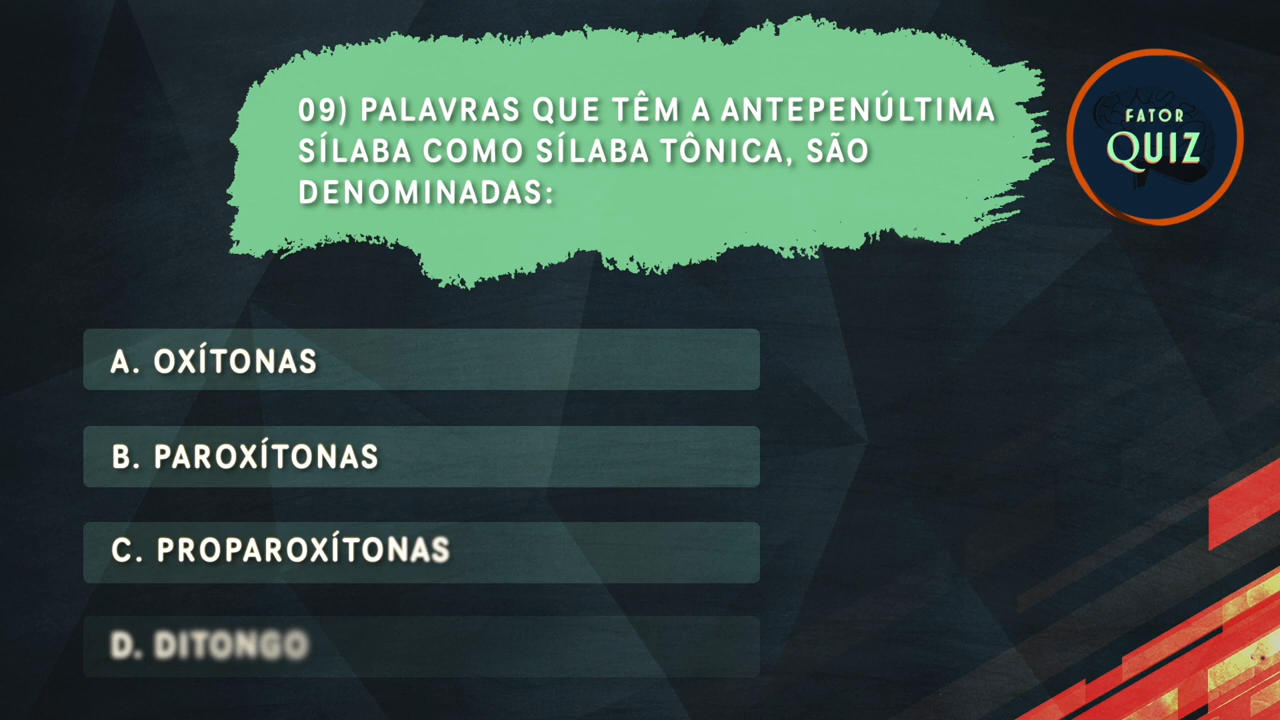 09) PALAVRAS QUE TÊM A ANTEPENÚLTIMA
SÍLABA COMO SÍLABA TÔNICA, SÃO
DENOMINADAS:
FATOR
QUIZ
A. OXÍTONAS
B. PAROXÍTONAS
C. PROPAROXÍTONAS
D. DITONGO